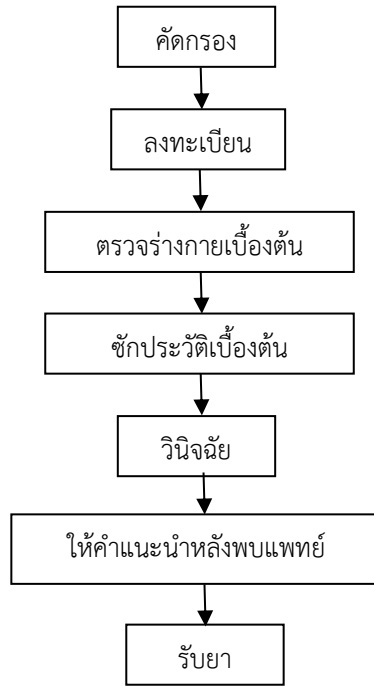 คัดกรอง
ลงทะเบียน
ตรวจร่างกายเบื้องต้น
ซักประวัติเบื้องต้น
วินิจฉัย
ให้คำแนะนำหลังพบแพทย์
รับยา